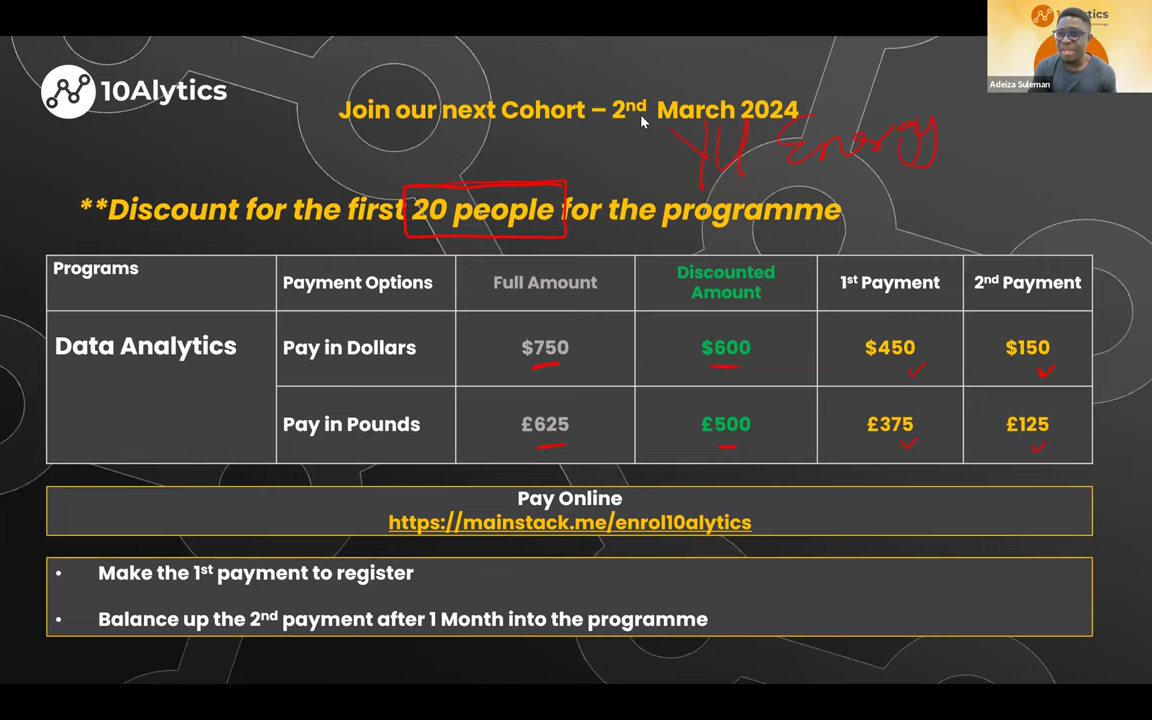 10Alytics
10Alytics
Adeiza Suleman
Join our next Cohort – 2nd March 2024
Energy
**Discount for the first 20 people for the programme
Programs Payment Options Full Amount Discounted Amount 1st Payment 2nd Payment
Data Analytics Pay in Dollars $750 $600 $450 $150
Pay in Pounds £625 £500 £375 £125
Pay Online
https://mainstack.me/enrol10alytics
• Make the 1st payment to register
• Balance up the 2nd payment after 1 Month into the programme